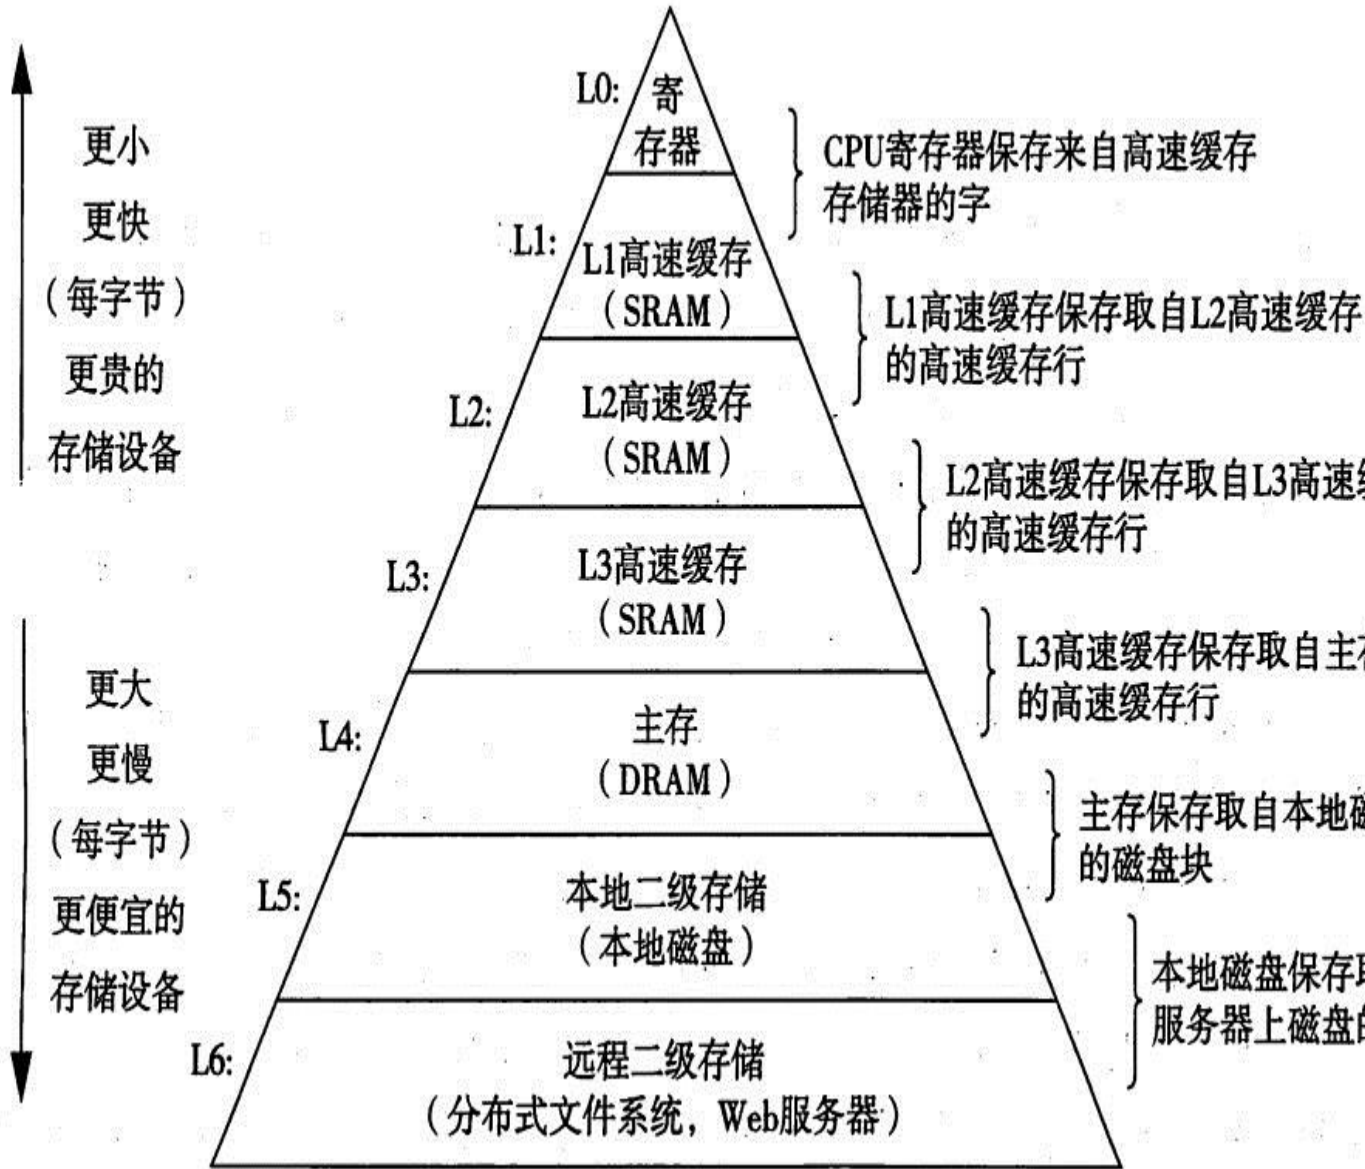 更小
更快
（每字节）
更贵的
存储设备
更大
更慢
（每字节）
更便宜的
存储设备
L0:
寄
存器
CPU寄存器保存来自高速缓存
存储器的字
L1:
L1高速缓存
（SRAM）
L1高速缓存保存取自L2高速缓存
的高速缓存行
L2:
L2高速缓存
（SRAM）
L2高速缓存保存取自L3高速
的高速缓存行
L3:
L3高速缓存
（SRAM）
L3高速缓存保存取自主
的高速缓存行
L4:
主存
（DRAM）
主存保存取自本地
的磁盘块
L5:
本地二级存储
（本地磁盘）
本地磁盘保存
服务器上磁盘
L6:
远程二级存储
（分布式文件系统，Web服务器）